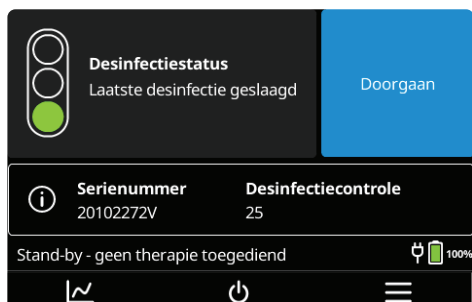 Desinfectiestatus
Laatste desinfectie geslaagd
Doorgaan
Serienummer Desinfectiecontrole
20102272V 25
Stand-by - geen therapie toegediend 100%